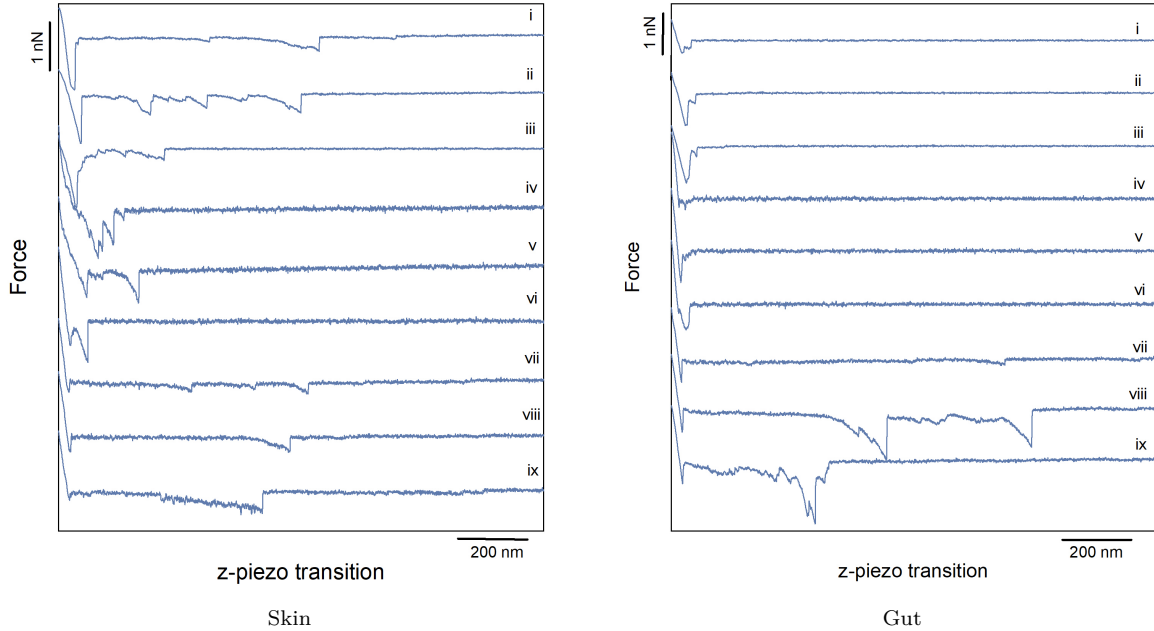 1 nN
Force
i
ii
iii
iv
v
vi
vii
viii
ix
200 nm
z-piezo transition
Skin
1 nN
Force
i
ii
iii
iv
v
vi
vii
viii
ix
200 nm
z-piezo transition
Gut